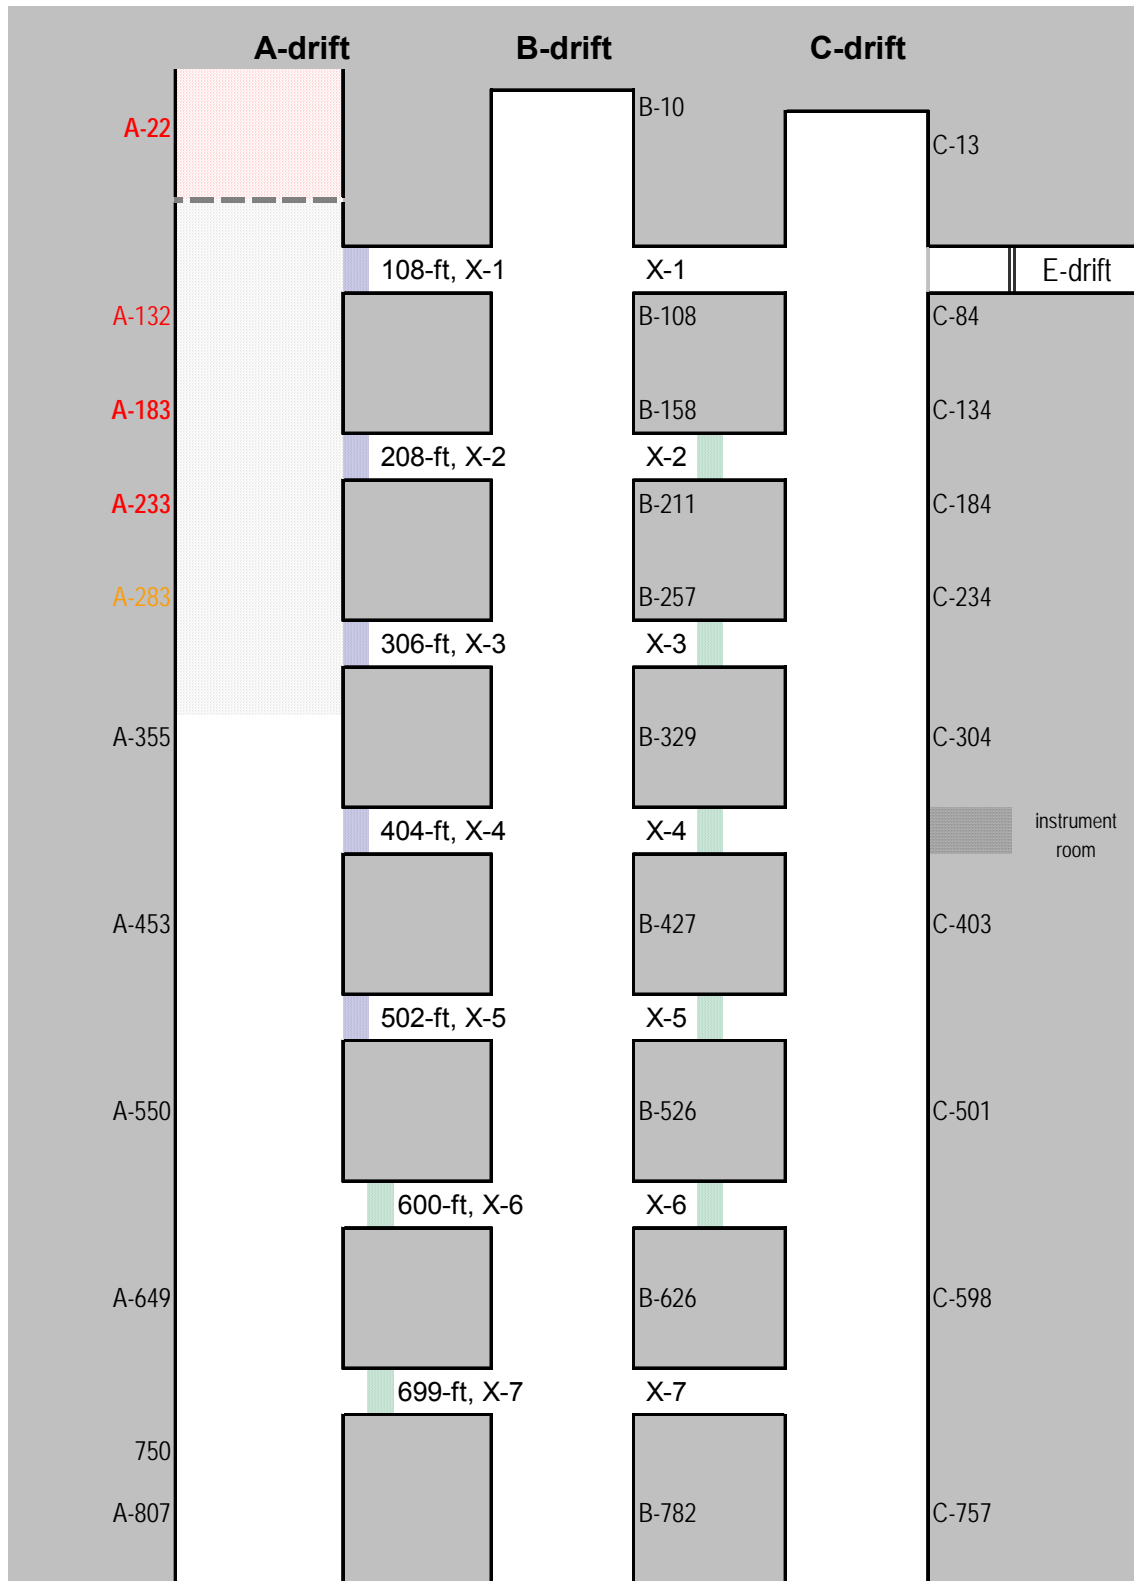 A-drift
B-drift
C-drift
B-10
A-22
C-13
108-ft, X-1
X-1
E-drift
A-132
B-108
C-84
A-183
B-158
C-134
208-ft, X-2
X-2
A-233
B-211
C-184
A-283
B-257
C-234
306-ft, X-3
X-3
A-355
B-329
C-304
404-ft, X-4
X-4
instrument
room
A-453
B-427
C-403
502-ft, X-5
X-5
A-550
B-526
C-501
600-ft, X-6
X-6
A-649
B-626
C-598
699-ft, X-7
X-7
750
A-807
B-782
C-757